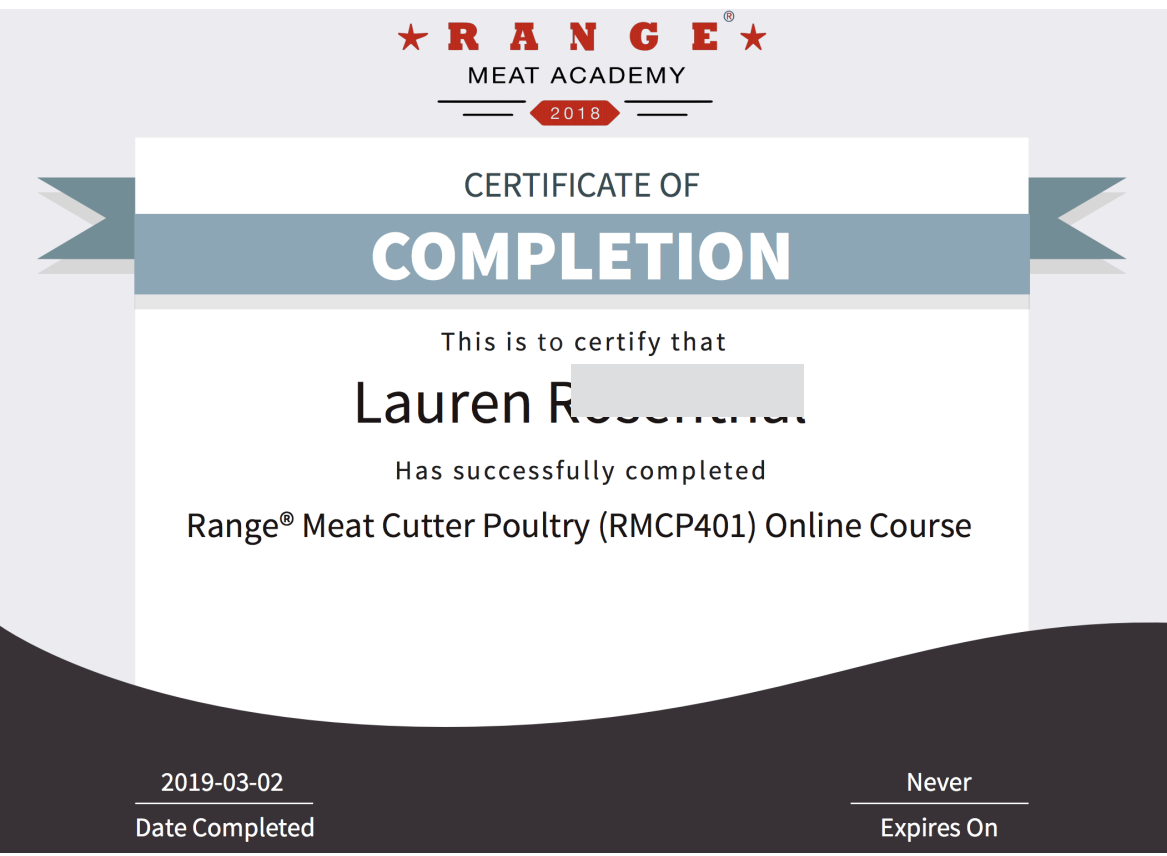 ★ R A N G E ® ★
MEAT ACADEMY
2018
CERTIFICATE OF
COMPLETION
This is to certify that
Lauren
Has successfully completed
Range® Meat Cutter Poultry (RMCP401) Online Course
2019-03-02
Date Completed
Never
Expires On